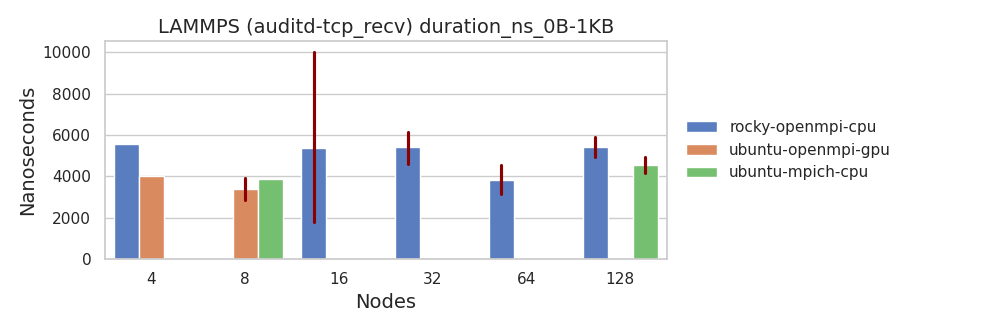 LAMMPS (auditd-tcp_recv) duration_ns_0B-1KB
Nanoseconds
10000
8000
6000
4000
2000
0
4 8 16 32 64 128
Nodes
rocky-openmpi-cpu
ubuntu-openmpi-gpu
ubuntu-mpich-cpu